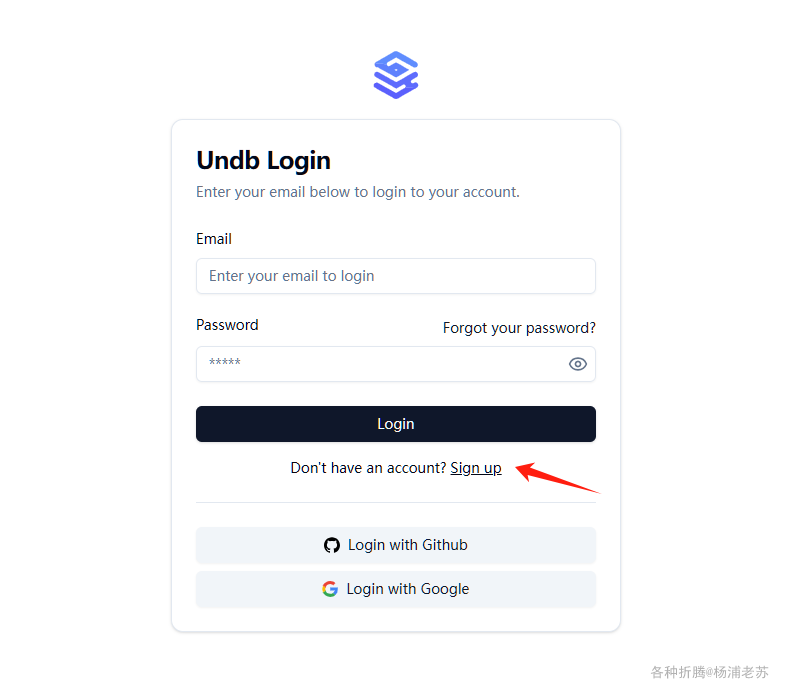 Undb Login
Enter your email below to login to your account.
Email
Enter your email to login
Password
Forgot your password?
*****
Login
Don't have an account? Sign up
Login with Github
Login with Google
各种折腾@杨浦老苏